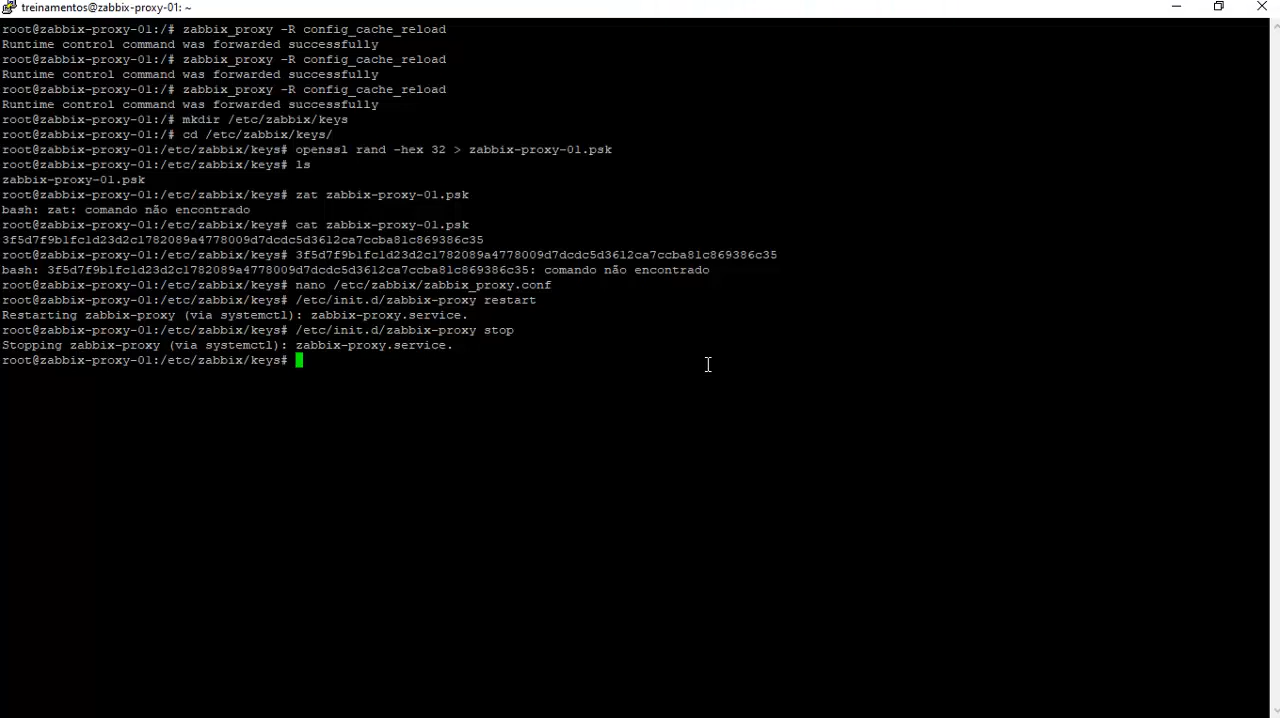 treinamentos@zabbix-proxy-01: ~
root@zabbix-proxy-01:/# zabbix_proxy -R config_cache_reload
Runtime control command was forwarded successfully
root@zabbix-proxy-01:/# zabbix_proxy -R config_cache_reload
Runtime control command was forwarded successfully
root@zabbix-proxy-01:/# zabbix_proxy -R config_cache_reload
Runtime control command was forwarded successfully
root@zabbix-proxy-01:/# mkdir /etc/zabbix/keys
root@zabbix-proxy-01:/# cd /etc/zabbix/keys/
root@zabbix-proxy-01:/etc/zabbix/keys# openssl rand -hex 32 > zabbix-proxy-01.psk
root@zabbix-proxy-01:/etc/zabbix/keys# ls
zabbix-proxy-01.psk
root@zabbix-proxy-01:/etc/zabbix/keys# zat zabbix-proxy-01.psk
bash: zat: comando não encontrado
root@zabbix-proxy-01:/etc/zabbix/keys# cat zabbix-proxy-01.psk
3f5d7f9b1fc1d23d2c1782089a4778009d7dcdc5d3612ca7ccba81c869386c35
root@zabbix-proxy-01:/etc/zabbix/keys# 3f5d7f9b1fc1d23d2c1782089a4778009d7dcdc5d3612ca7ccba81c869386c35
bash: 3f5d7f9b1fc1d23d2c1782089a4778009d7dcdc5d3612ca7ccba81c869386c35: comando não encontrado
root@zabbix-proxy-01:/etc/zabbix/keys# nano /etc/zabbix/zabbix_proxy.conf
root@zabbix-proxy-01:/etc/zabbix/keys# /etc/init.d/zabbix-proxy restart
Restarting zabbix-proxy (via systemctl): zabbix-proxy.service.
root@zabbix-proxy-01:/etc/zabbix/keys# /etc/init.d/zabbix-proxy stop
Stopping zabbix-proxy (via systemctl): zabbix-proxy.service.
root@zabbix-proxy-01:/etc/zabbix/keys#